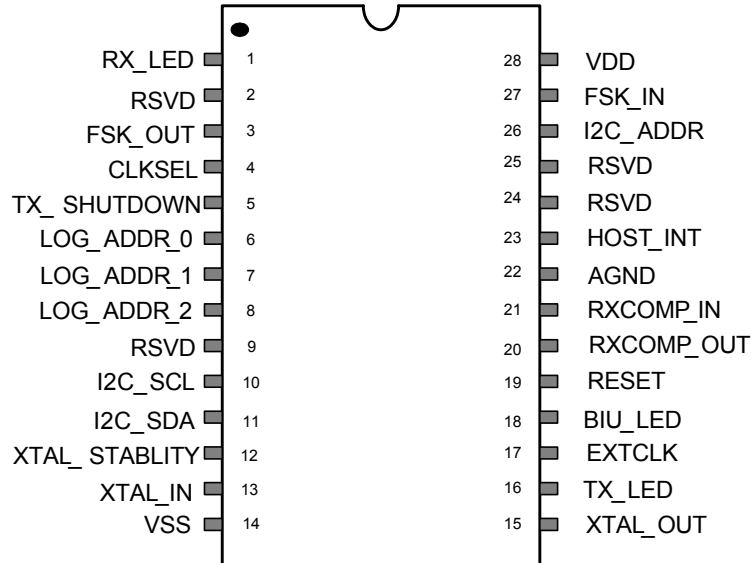 RX_LED 1 28 VDD
RSVD 2 27 FSK_IN
FSK_OUT 3 26 I2C_ADDR
CLKSEL 4 25 RSVD
TX_ SHUTDOWN 5 24 RSVD
LOG_ADDR_0 6 23 HOST_INT
LOG_ADDR_1 7 22 AGND
LOG_ADDR_2 8 21 RXCOMP_IN
RSVD 9 20 RXCOMP_OUT
I2C_SCL 10 19 RESET
I2C_SDA 11 18 BIU_LED
XTAL_ STABLITY 12 17 EXTCLK
XTAL_IN 13 16 TX_LED
VSS 14 15 XTAL_OUT